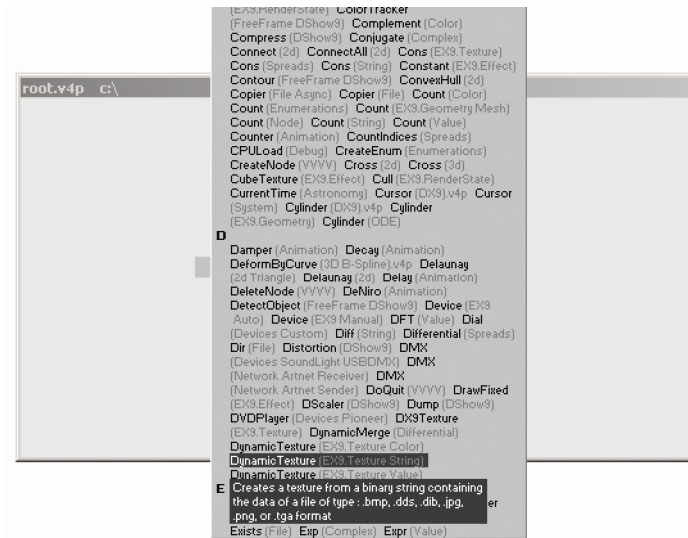 (EX9.RenderState) ColorTracker
(FreeFrame DShow9) Complement (Color)
Compress (DShow9) Conjugate (Complex)
Connect (2d) ConnectAll (2d) Cons (EX9.Texture)
Cons (Spreads) Cons (String) Constant (EX9.Effect)
Contour (FreeFrame DShow9) ConvexHull (2d)
Copier (File Async) Copier (File) Count (Color)
Count (Enumerations) Count (EX9.Geometry Mesh)
Count (Node) Count (String) Count (Value)
Counter (Animation) CountIndices (Spreads)
CPULoad (Debug) CreateEnum (Enumerations)
CreateNode (VVVV) Cross (2d) Cross (3d)
CubeTexture (EX9.Effect) Cull (EX9.RenderState)
CurrentTime (Astronomy) Cursor (DX9).v4p Cursor
(System) Cylinder (DX9).v4p Cylinder
(EX9.Geometry) Cylinder (ODE)
root.v4p c:\
D
Damper (Animation) Decay (Animation)
DeformByCurve (3D B-Spline).v4p Delaunay
(2d Triangle) Delaunay (2d) Delay (Animation)
DeleteNode (VVVV) DeNiro (Animation)
DetectObject (FreeFrame DShow9) Device (EX9
Auto) Device (EX9 Manual) DFT (Value) Dial
(Devices Custom) Diff (String) Differential (Spreads)
Dir (File) Distortion (DShow9) DMX
(Devices SoundLight USBDMX) DMX
(Network Artnet Receiver) DMX
(Network Artnet Sender) DoQuit (VVVV) DrawFixed
(EX9.Effect) DScaler (DShow9) Dump (DShow9)
DVDPlayer (Devices Pioneer) DX9Texture
(EX9.Texture) DynamicMerge (Differential)
DynamicTexture (EX9.Texture Color)
DynamicTexture (EX9.Texture String)
DynamicTexture (EX9.Texture Value)
E
Creates a texture from a binary string containing
the data of a file of type : .bmp, .dds, .dib, .jpg,
.png, or .tga format
er
Exists (File) Exp (Complex) Expr (Value)